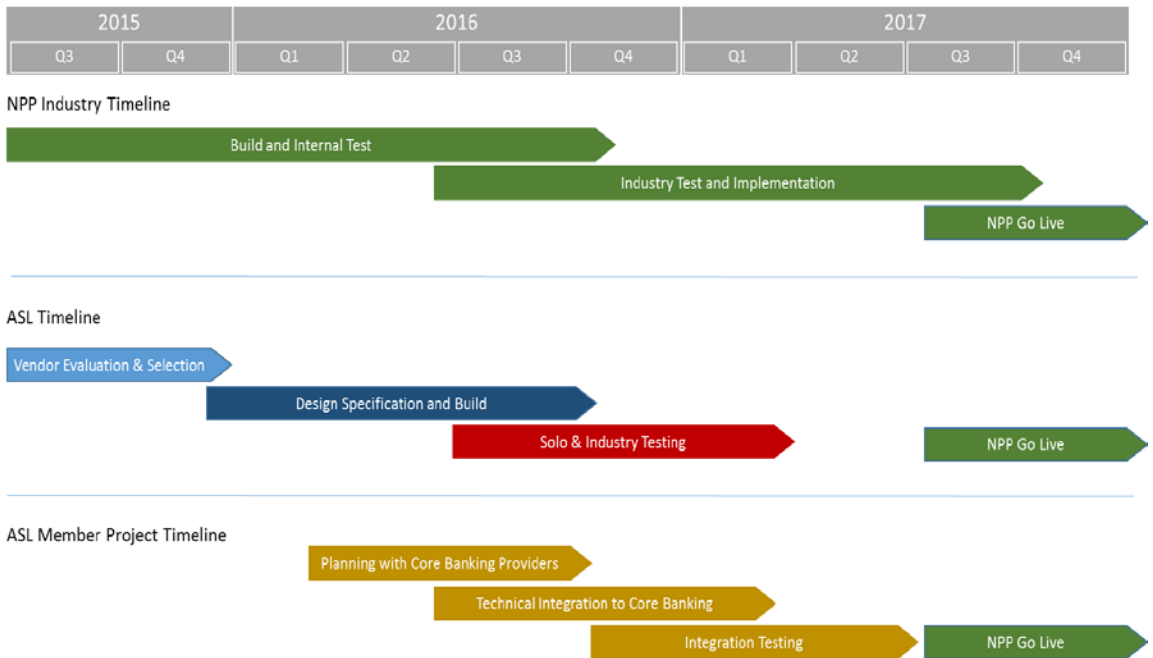 2015 2016 2017
Q3 Q4 Q1 Q2 Q3 Q4 Q1 Q2 Q3 Q4
NPP Industry Timeline
Build and Internal Test
Industry Test and Implementation
NPP Go Live
ASL Timeline
Vendor Evaluation & Selection
Design Specification and Build
Solo & Industry Testing NPP Go Live
ASL Member Project Timeline
Planning with Core Banking Providers
Technical Integration to Core Banking
Integration Testing NPP Go Live